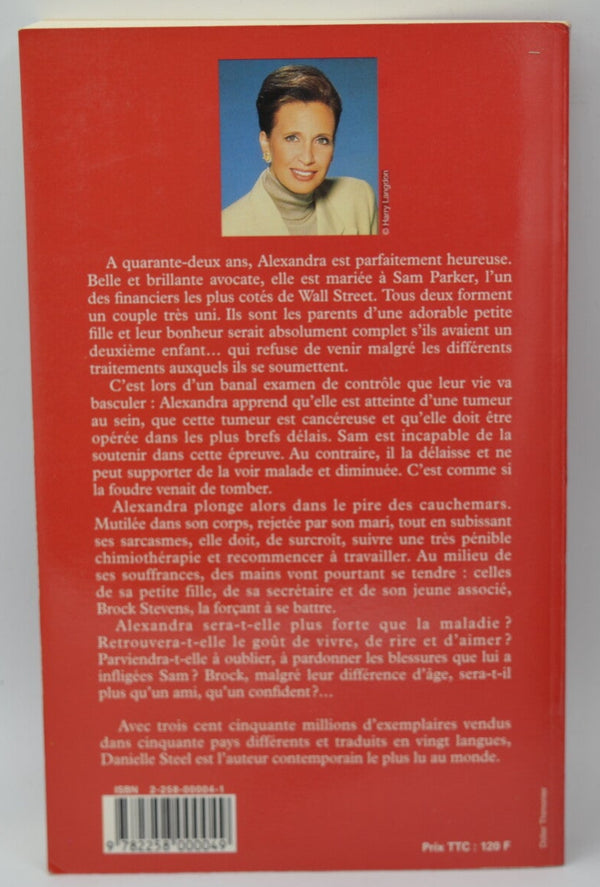 © Harry Langdon
A quarante-deux ans, Alexandra est parfaitement heureuse.
Belle et brillante avocate, elle est mariée à Sam Parker, l'un
des financiers les plus cotés de Wall Street. Tous deux forment
un couple très uni. Ils sont les parents d'une adorable petite
fille et leur bonheur serait absolument complet s'ils avaient un
deuxième enfant... qui refuse de venir malgré les différents
traitements auxquels ils se soumettent.
C'est lors d'un banal examen de contrôle que leur vie va
basculer : Alexandra apprend qu'elle est atteinte d'une tumeur
au sein, que cette tumeur est cancéreuse et qu'elle doit être
opérée dans les plus brefs délais. Sam est incapable de la
soutenir dans cette épreuve. Au contraire, il la délaisse et ne
peut supporter de la voir malade et diminuée. C'est comme si
la foudre venait de tomber.
Alexandra plonge alors dans le pire des cauchemars.
Mutilée dans son corps, rejetée par son mari, tout en subissant
ses sarcasmes, elle doit, de surcroît, suivre une très pénible
chimiothérapie et recommencer à travailler. Au milieu de
ses souffrances, des mains vont pourtant se tendre : celles
de sa petite fille, de sa secrétaire et de son jeune associé,
Brock Stevens, la forçant à se battre.
Alexandra sera-t-elle plus forte que la maladie ?
Retrouvera-t-elle le goût de vivre, de rire et d'aimer ?
Parviendra-t-elle à oublier, à pardonner les blessures que lui a
infligées Sam ? Brock, malgré leur différence d'âge, sera-t-il
plus qu'un ami, qu'un confident ?...
Avec trois cent cinquante millions d'exemplaires vendus
dans cinquante pays différents et traduits en vingt langues,
Danielle Steel est l'auteur contemporain le plus lu au monde.
ISBN 2-258-00004-1
9 782258 000049
Prix TTC : 120 F
Didier Thimonier